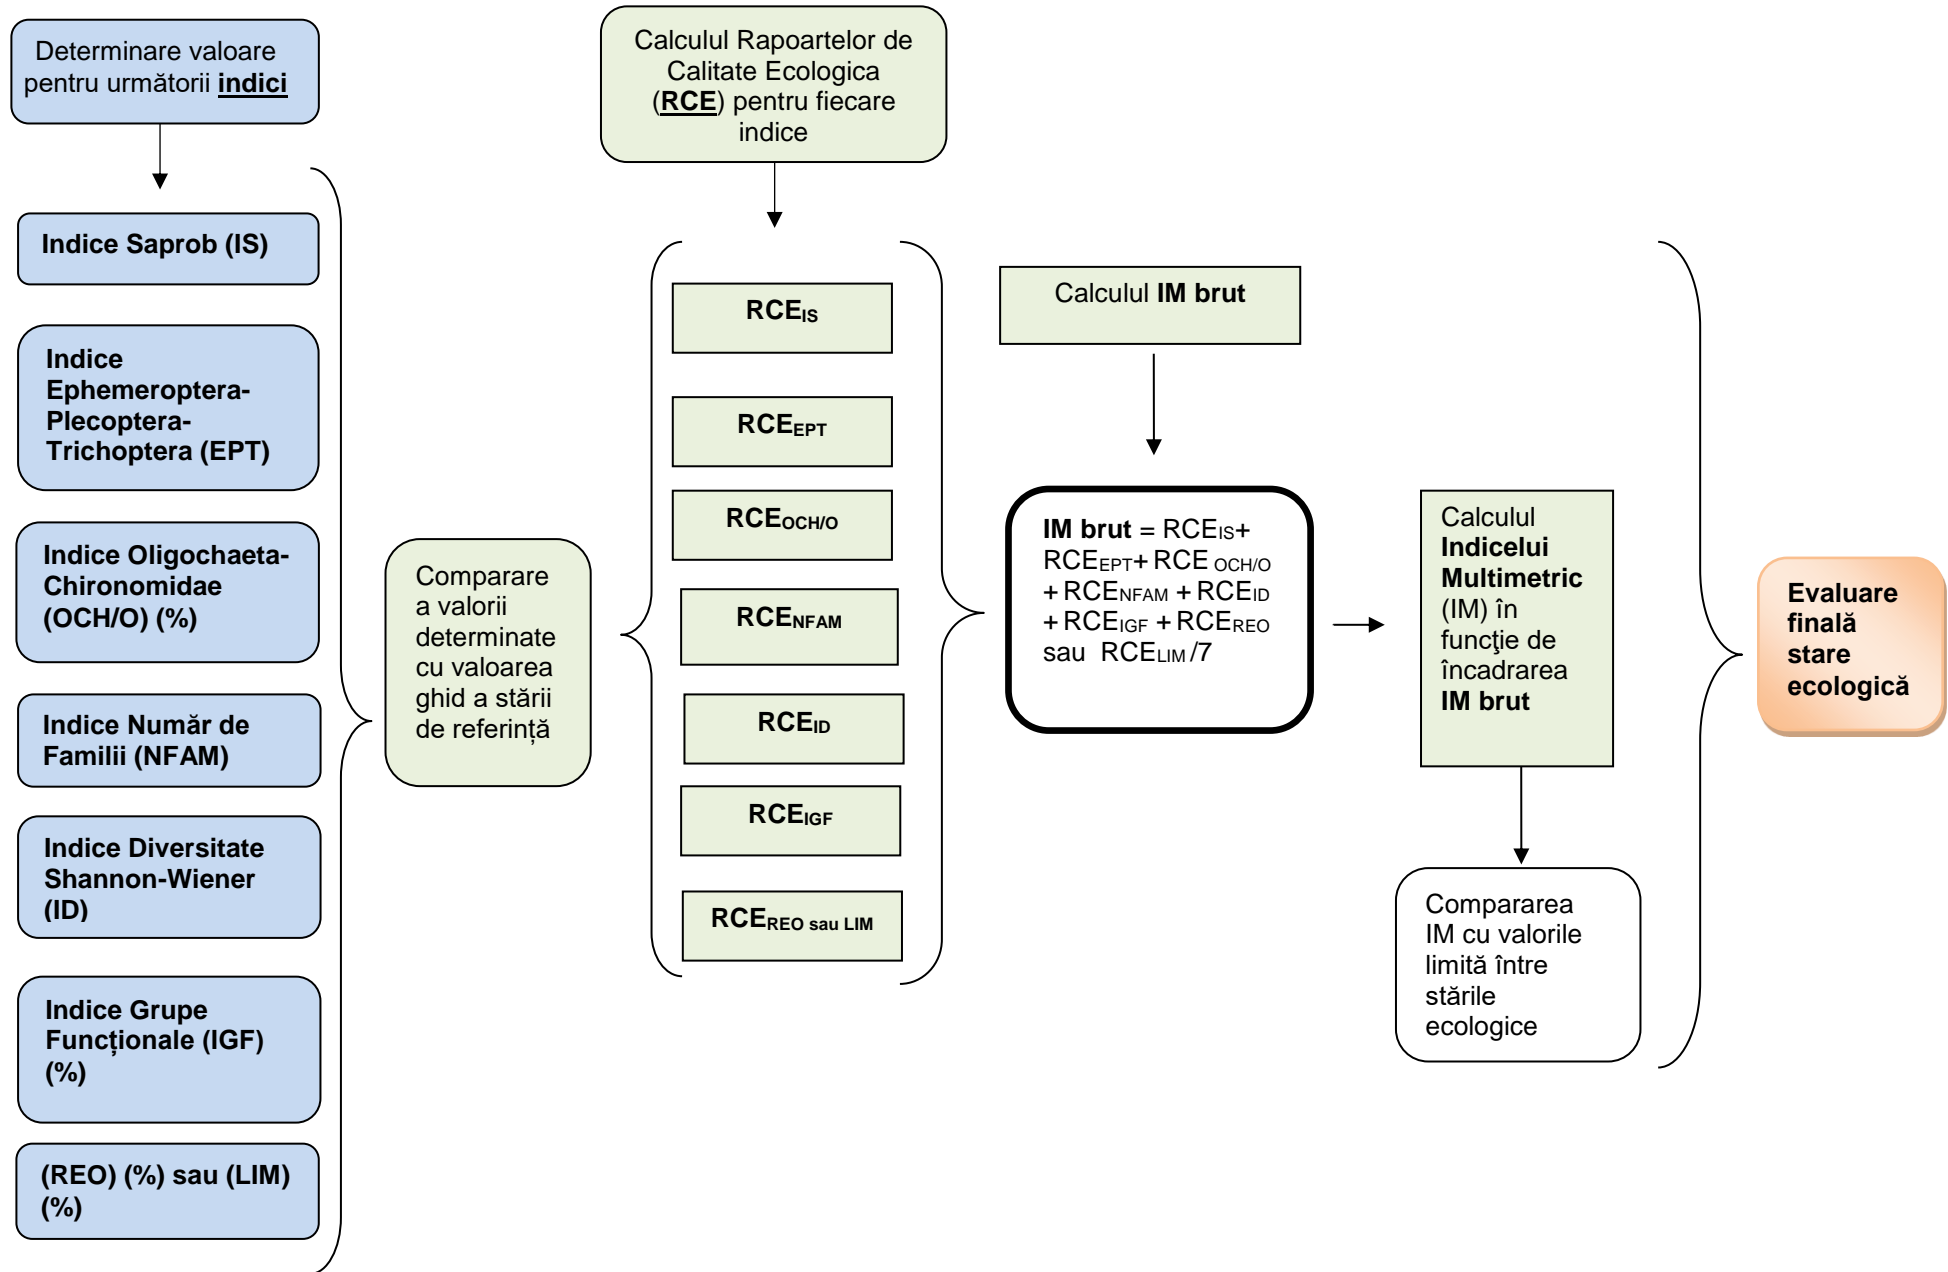 Determinare valoare
pentru următorii indici
Indice Saprob (IS)
Indice
Ephemeroptera-
Plecoptera-
Trichoptera (EPT)
Indice Oligochaeta-
Chironomidae
(OCH/O) (%)
Indice Număr de
Familii (NFAM)
Indice Diversitate
Shannon-Wiener
(ID)
Indice Grupe
Funcționale (IGF)
(%)
(REO) (%) sau (LIM)
(%)
Comparare
a valorii
determinate
cu valoarea
ghid a stării
de referință
Calculul Rapoartelor de
Calitate Ecologica
(RCE) pentru fiecare
indice
RCEIS
RCEEPT
RCEOCH/O
RCENFAM
RCEID
RCEIGF
RCEREO sau LIM
Calculul IM brut
IM brut = RCEIS+
RCEEPT+ RCE OCH/O
+ RCENFAM + RCEID
+ RCEIGF + RCEREO
sau RCELIM /7
Calculul
Indicelui
Multimetric
(IM) în
funcţie de
încadrarea
IM brut
Compararea
IM cu valorile
limită între
stările
ecologice
Evaluare
finală
stare
ecologică